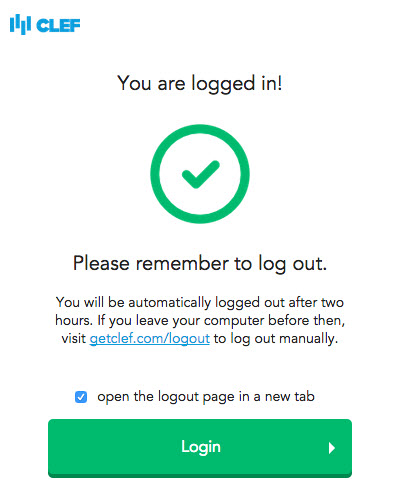 CLEF
You are logged in!
Please remember to log out.
You will be automatically logged out after two
hours. If you leave your computer before then,
visit getclef.com/logout to log out manually.
open the logout page in a new tab
Login